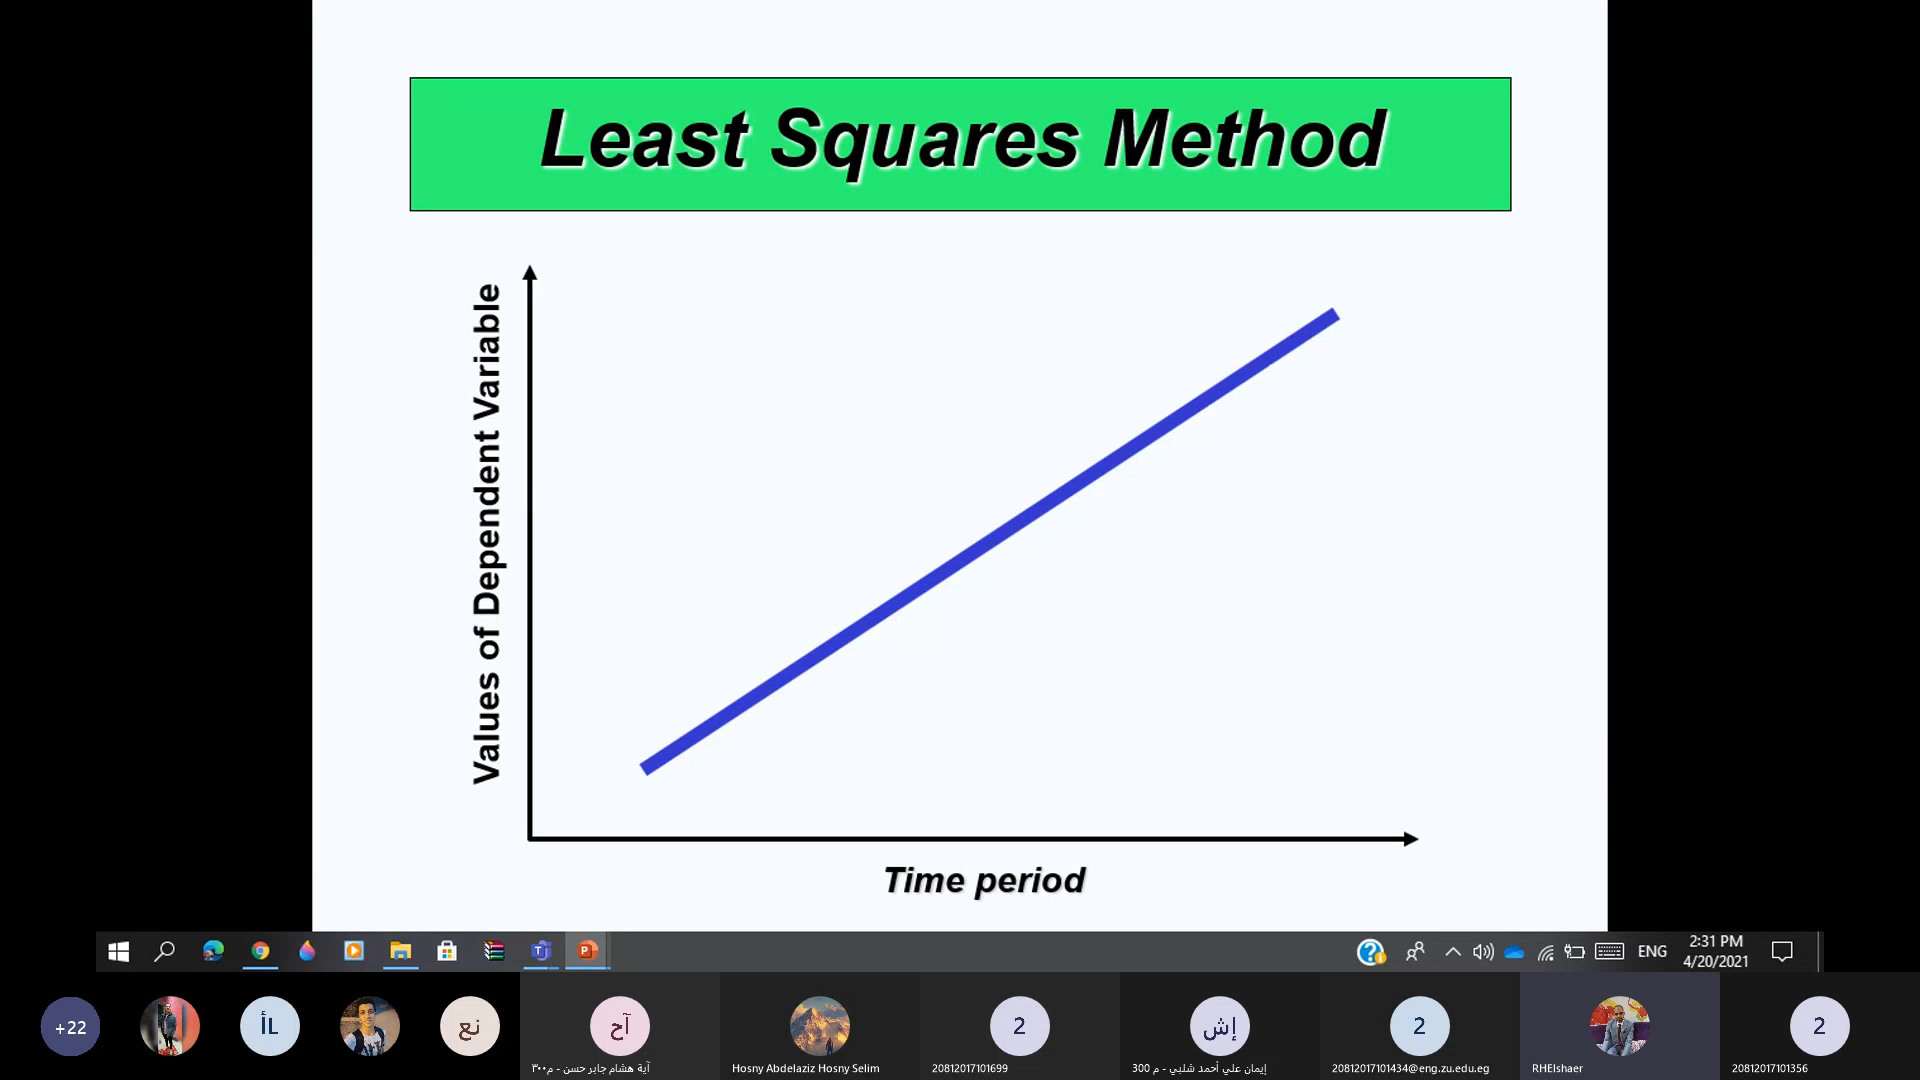 Least Squares Method
Values of Dependent Variable
Time period
ENG
2:31 PM
4/20/2021
+22
أL
نع
آح
2
إش
2
2
آية هشام جابر حسن - م٣٠٠
Hosny Abdelaziz Hosny Selim
20812017101699
إيمان علي أحمد شلبي - م 300
20812017101434@eng.zu.edu.eg
RHElshaer
20812017101356